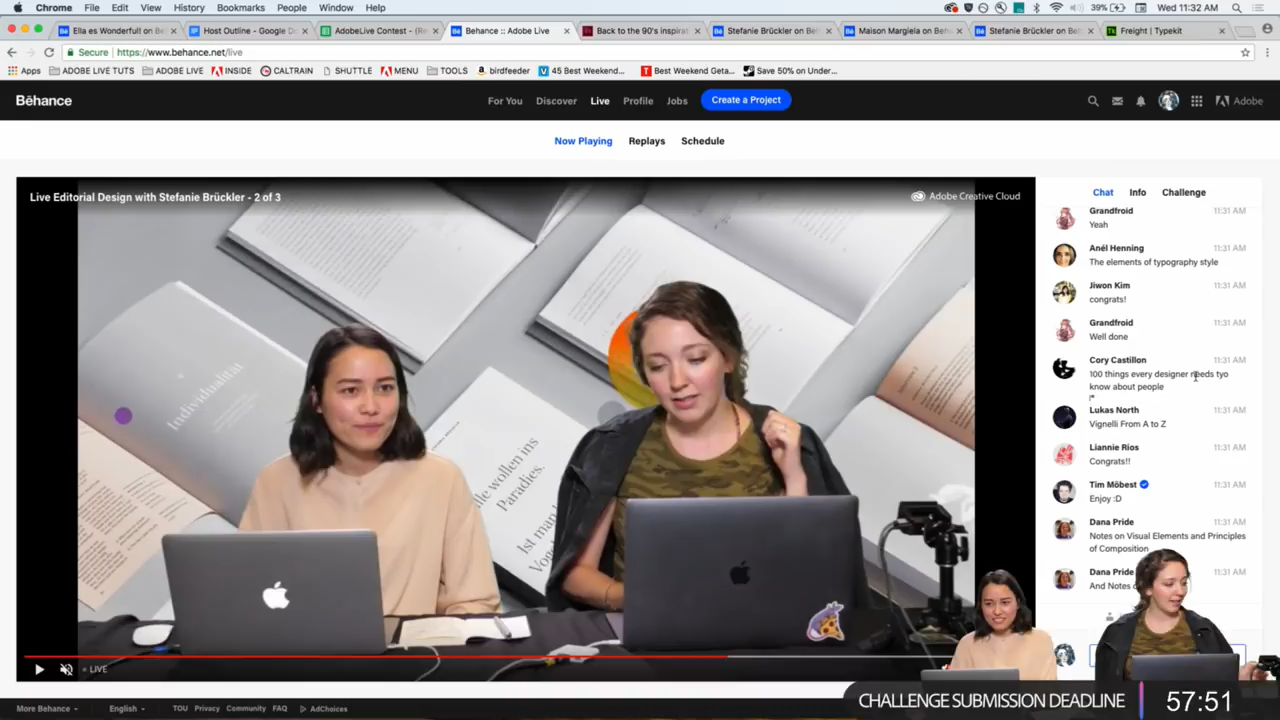 Chrome File Edit View History Bookmarks People Window Help
39% Wed 11:32 AM
Ella es Wonderful! on Be
Host Outline - Google D
AdobeLive Contest - (Re
Behance :: Adobe Live
Back to the 90's inspirat
Stefanie Brückler on Be
Maison Margiela on Beh
Stefanie Brückler on Beh
Freight | Typekit
Secure https://www.behance.net/live
Apps ADOBE LIVE TUTS ADOBE LIVE INSIDE CALTRAIN SHUTTLE MENU TOOLS birdfeeder 45 Best Weekend... Best Weekend Geta... Save 50% on Under...
Bēhance
For You Discover Live Profile Jobs Create a Project
Adobe
Now Playing Replays Schedule
Live Editorial Design with Stefanie Brückler - 2 of 3
Adobe Creative Cloud
Individualität
lle wollen ins
Paradies.
LIVE
Chat Info Challenge
Grandfroid 11:31 AM
Yeah
Anél Henning 11:31 AM
The elements of typography style
Jiwon Kim 11:31 AM
congrats!
Grandfroid 11:31 AM
Well done
Cory Castillon 11:31 AM
100 things every designer needs tyo
know about people
Lukas North 11:31 AM
Vignelli From A to Z
Liannie Rios 11:31 AM
Congrats!!
Tim Möbest 11:31 AM
Enjoy :D
Dana Pride 11:31 AM
Notes on Visual Elements and Principles
of Composition
Dana Pride 11:31 AM
And Notes
More Behance English TOU Privacy Community FAQ AdChoices
CHALLENGE SUBMISSION DEADLINE 57:51